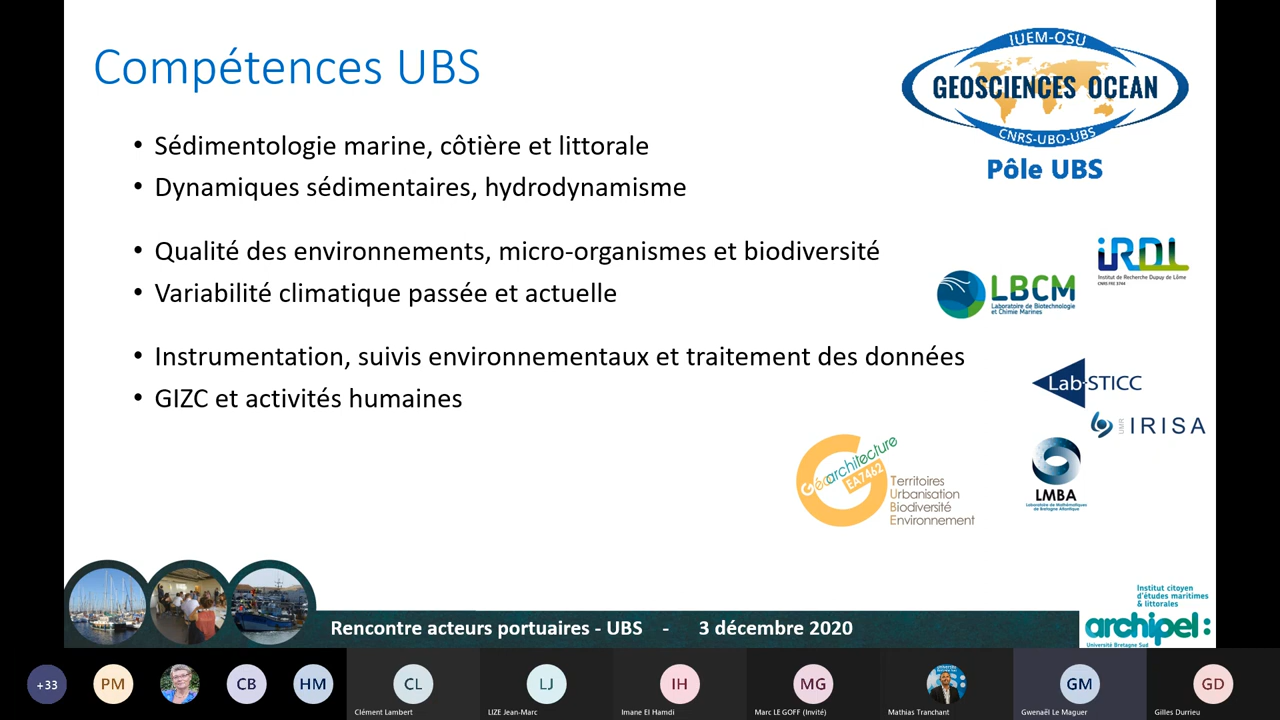 Compétences UBS
IUEM-OSU
GEOSCIENCES OCEAN
CNRS-UBO-UBS
Pôle UBS
• Sédimentologie marine, côtière et littorale
• Dynamiques sédimentaires, hydrodynamisme
• Qualité des environnements, micro-organismes et biodiversité
• Variabilité climatique passée et actuelle
iRDL
Institut de Recherche Dupuy de Lôme
CNRS FRE 3744
LBCM
Laboratoire de Biotechnologie
et Chimie Marines
• Instrumentation, suivis environnementaux et traitement des données
• GIZC et activités humaines
Lab-STICC
UMR IRISA
LMBA
Laboratoire de Mathématiques
de Bretagne Atlantique
Géoarchitecture
EA7462
Territoires
Urbanisation
Biodiversité
Environnement
Rencontre acteurs portuaires - UBS - 3 décembre 2020
Institut citoyen
d'études maritimes
& littorales
archipel:
Université Bretagne Sud
+33
PM
CB
HM
CL
LJ
IH
MG
GM
GD
Clément Lambert
LIZE Jean-Marc
Imane El Hamdi
Marc LE GOFF (Invité)
Mathias Tranchant
Gwenaël Le Maguer
Gilles Durrieu